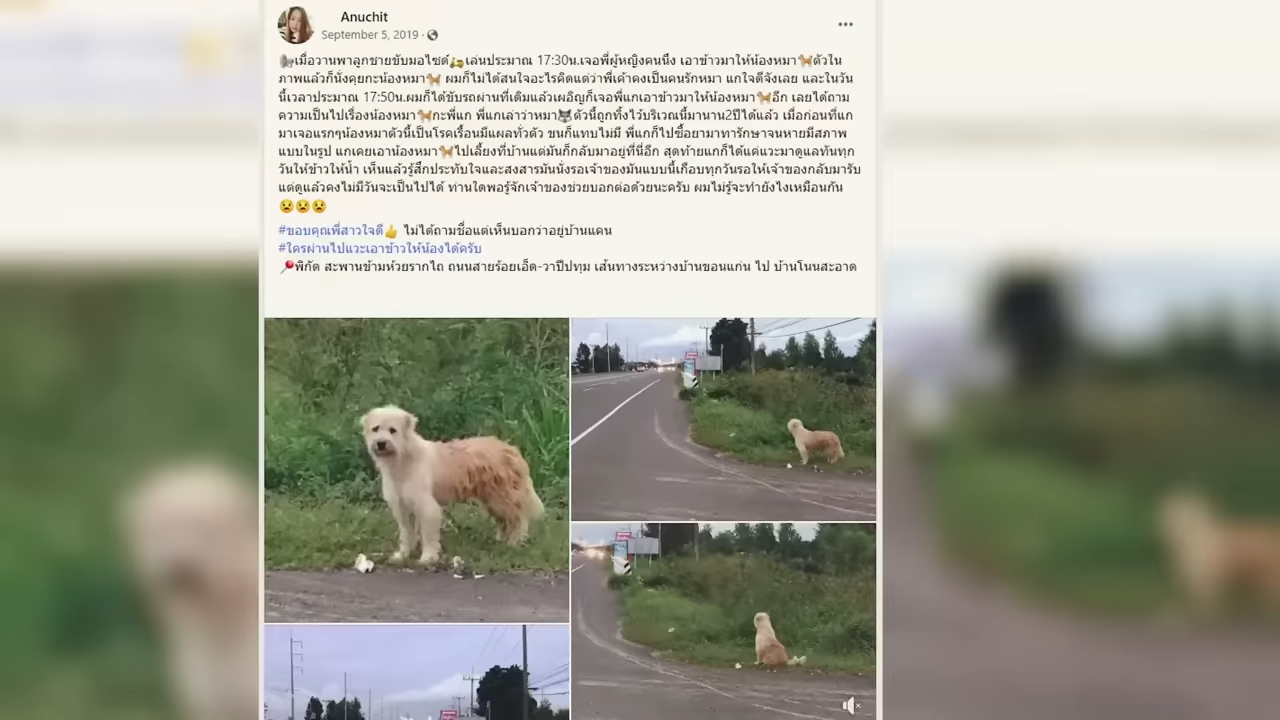 Anuchit
September 5, 2019 ·
🐘เมื่อวานพาลูกชายขับมอไซต์🛵เล่นประมาณ 17:30น.เจอพี่ผู้หญิงคนนึง เอาข้าวมาให้น้องหมา🐕ตัวใน
ภาพแล้วก็นั่งคุยกะน้องหมา🐕 ผมก็ไม่ได้สนใจอะไรคิดแต่ว่าพี่เค้าคงเป็นคนรักหมา แกใจดีจังเลย และในวัน
นี้เวลาประมาณ 17:50น.ผมก็ได้ขับรถผ่านที่เดิมแล้วเผอิญก็เจอพี่แกเอาข้าวมาให้น้องหมา🐕อีก เลยได้ถาม
ความเป็นไปเรื่องน้องหมา🐕กะพี่แก พี่แกเล่าว่าหมา🐺ตัวนี้ถูกทิ้งไว้บริเวณนี้มานาน2ปีได้แล้ว เมื่อก่อนที่แก
มาเจอแรกๆน้องหมาตัวนี้เป็นโรคเรื้อนมีแผลทั่วตัว ขนก็แทบไม่มี พี่แกก็ไปซื้อยามาทารักษาจนหายมีสภาพ
แบบในรูป แกเคยเอาน้องหมา🐕ไปเลี้ยงที่บ้านแต่มันก็กลับมาอยู่ที่นี่อีก สุดท้ายแกก็ได้แค่แวะมาดูแลทันทุก
วันให้ข้าวให้น้ำ เห็นแล้วรู้สึกประทับใจและสงสารมันนั่งรอเจ้าของมันแบบนี้เกือบทุกวันรอให้เจ้าของกลับมารับ
แต่ดูแล้วคงไม่มีวันจะเป็นไปได้ ท่านใดพอรู้จักเจ้าของช่วยบอกต่อด้วยนะครับ ผมไม่รู้จะทำยังไงเหมือนกัน
😧😧😧
#ขอบคุณพี่สาวใจดี👍 ไม่ได้ถามชื่อแต่เห็นบอกว่าอยู่บ้านแคน
#ใครผ่านไปแวะเอาข้าวให้น้องได้ครับ
📍พิกัด สะพานข้ามห้วยรากไถ ถนนสายร้อยเอ็ด-วาปีปทุม เส้นทางระหว่างบ้านขอนแก่น ไป บ้านโนนสะอาด